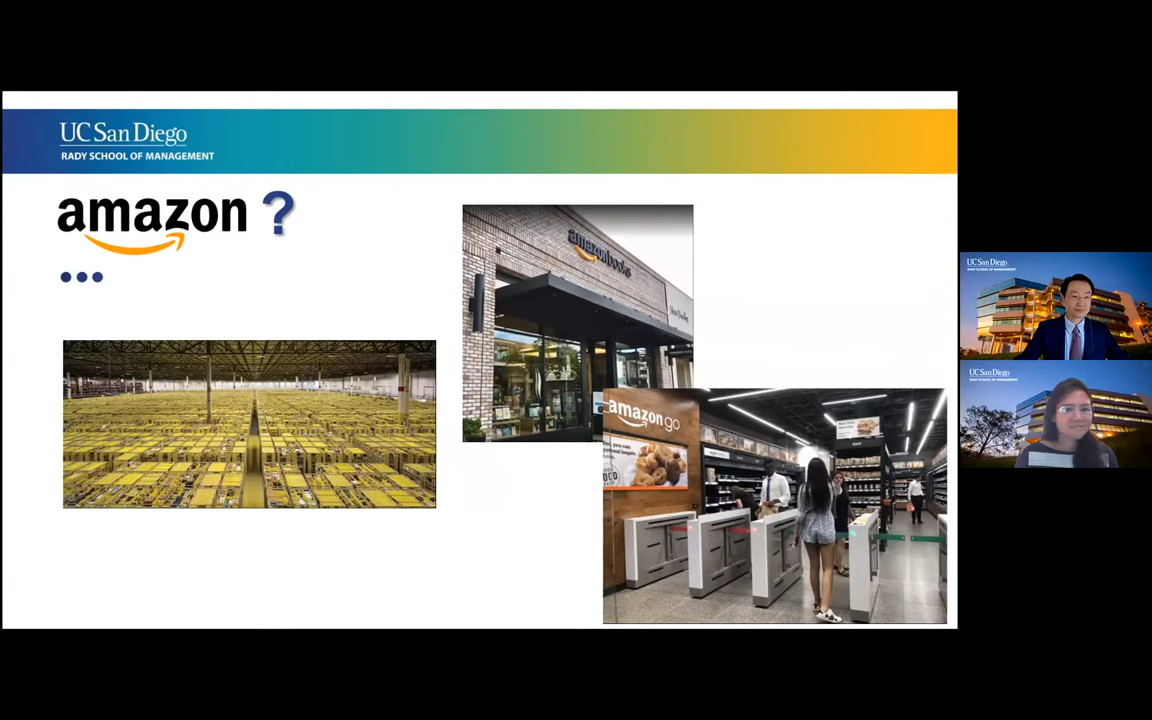 UC San Diego
RADY SCHOOL OF MANAGEMENT
amazon ?
•••
amazonbooks
amazon go
UC San Diego
RADY SCHOOL OF MANAGEMENT
UC San Diego
RADY SCHOOL OF MANAGEMENT